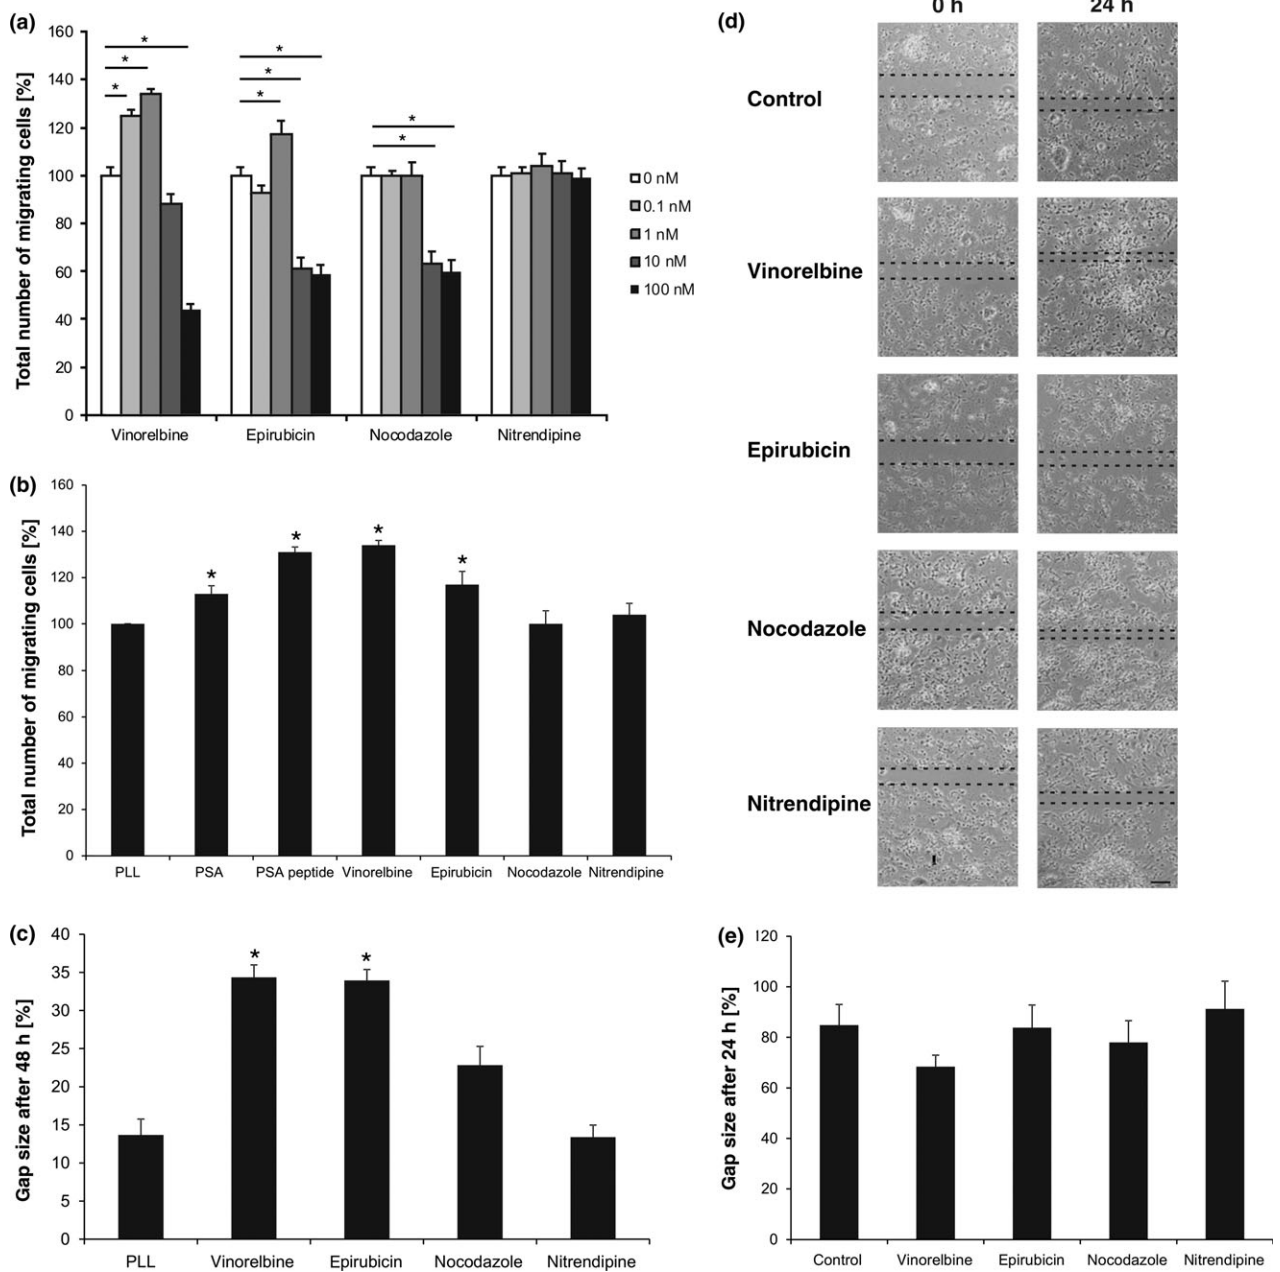 (a)
Total number of migrating cells [%]
160
140
120
100
80
60
40
20
0
* * *
* * *
* *
Vinorelbine Epirubicin Nocodazole Nitrendipine
0 nM
0.1 nM
1 nM
10 nM
100 nM
(b)
Total number of migrating cells [%]
160
140
120
100
80
60
40
20
0
* * * *
PLL PSA PSA peptide Vinorelbine Epirubicin Nocodazole Nitrendipine
(c)
Gap size after 48 h [%]
40
35
30
25
20
15
10
5
0
* *
PLL Vinorelbine Epirubicin Nocodazole Nitrendipine
(d)
0 h 24 h
Control
Vinorelbine
Epirubicin
Nocodazole
Nitrendipine
(e)
Gap size after 24 h [%]
120
100
80
60
40
20
0
Control Vinorelbine Epirubicin Nocodazole Nitrendipine